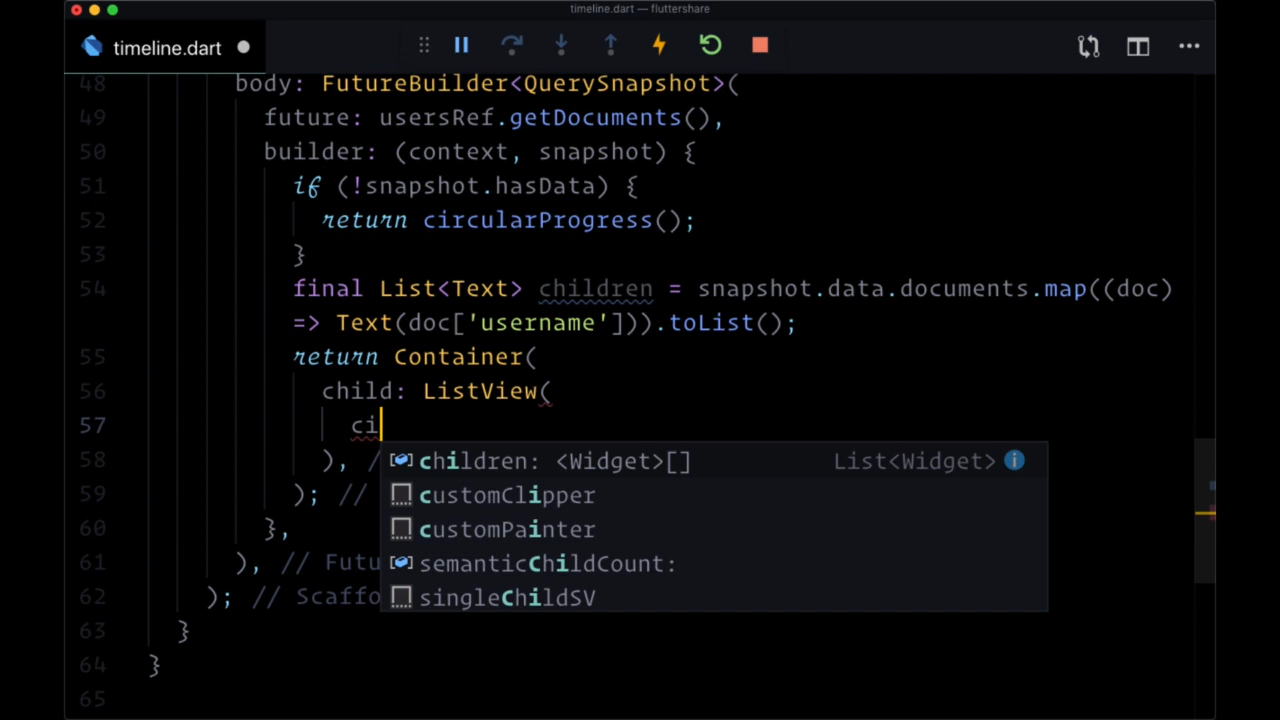 timeline.dart — fluttershare
timeline.dart
48 body: FutureBuilder<QuerySnapshot>(
49 future: usersRef.getDocuments(),
50 builder: (context, snapshot) {
51 if (!snapshot.hasData) {
52 return circularProgress();
53 }
54 final List<Text> children = snapshot.data.documents.map((doc)
=> Text(doc['username'])).toList();
55 return Container(
56 child: ListView(
57 ci
children: <Widget>[] List<Widget>
58 ), /
customClipper
59 ); //
customPainter
60 },
semanticChildCount:
61 ), // Futu
singleChildSV
62 ); // Scaffo
63 }
64 }
65